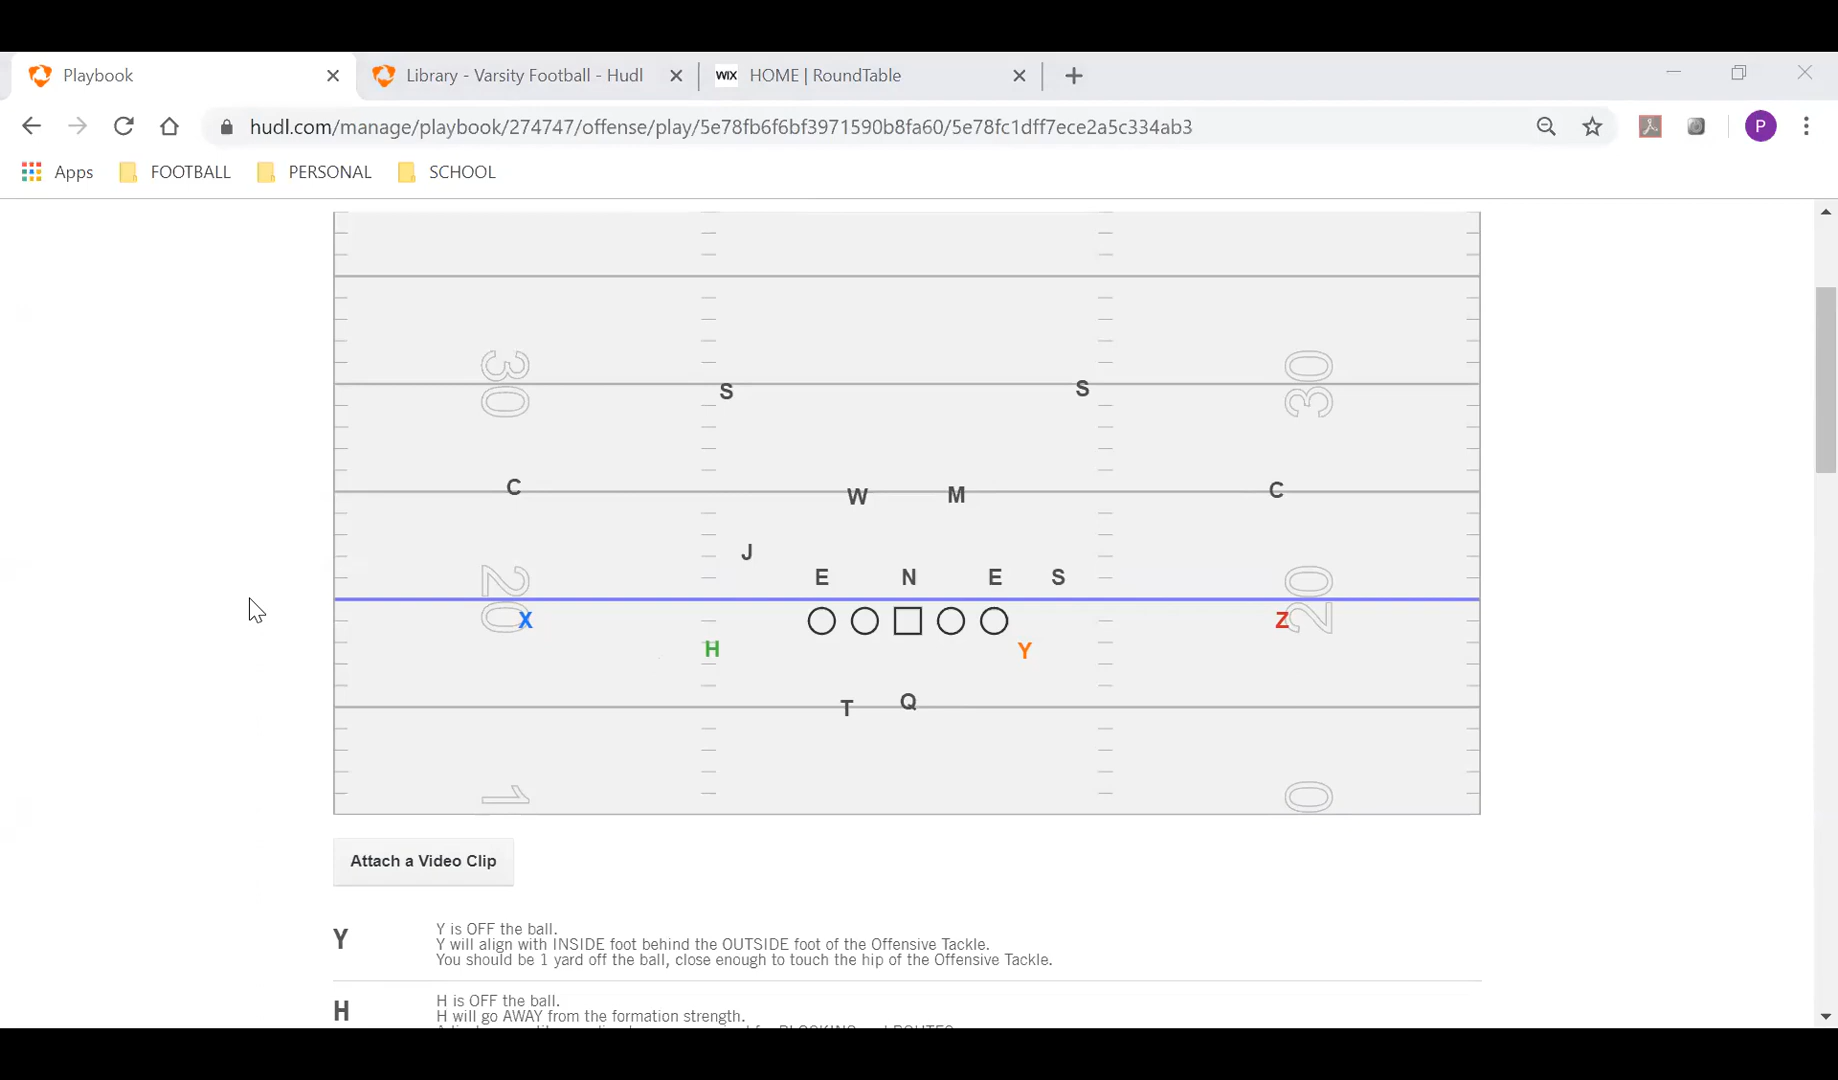 Playbook
Library - Varsity Football - Hudl
WIX HOME | RoundTable
hudl.com/manage/playbook/274747/offense/play/5e78fb6f6bf3971590b8fa60/5e78fc1dff7ece2a5c334ab3
P
Apps FOOTBALL PERSONAL SCHOOL
30 30
S S
C W M C
J
E N E S
20 20
X Z
H Y
T Q
1 0
Attach a Video Clip
Y
Y is OFF the ball.
Y will align with INSIDE foot behind the OUTSIDE foot of the Offensive Tackle.
You should be 1 yard off the ball, close enough to touch the hip of the Offensive Tackle.
H
H is OFF the ball.
H will go AWAY from the formation strength.